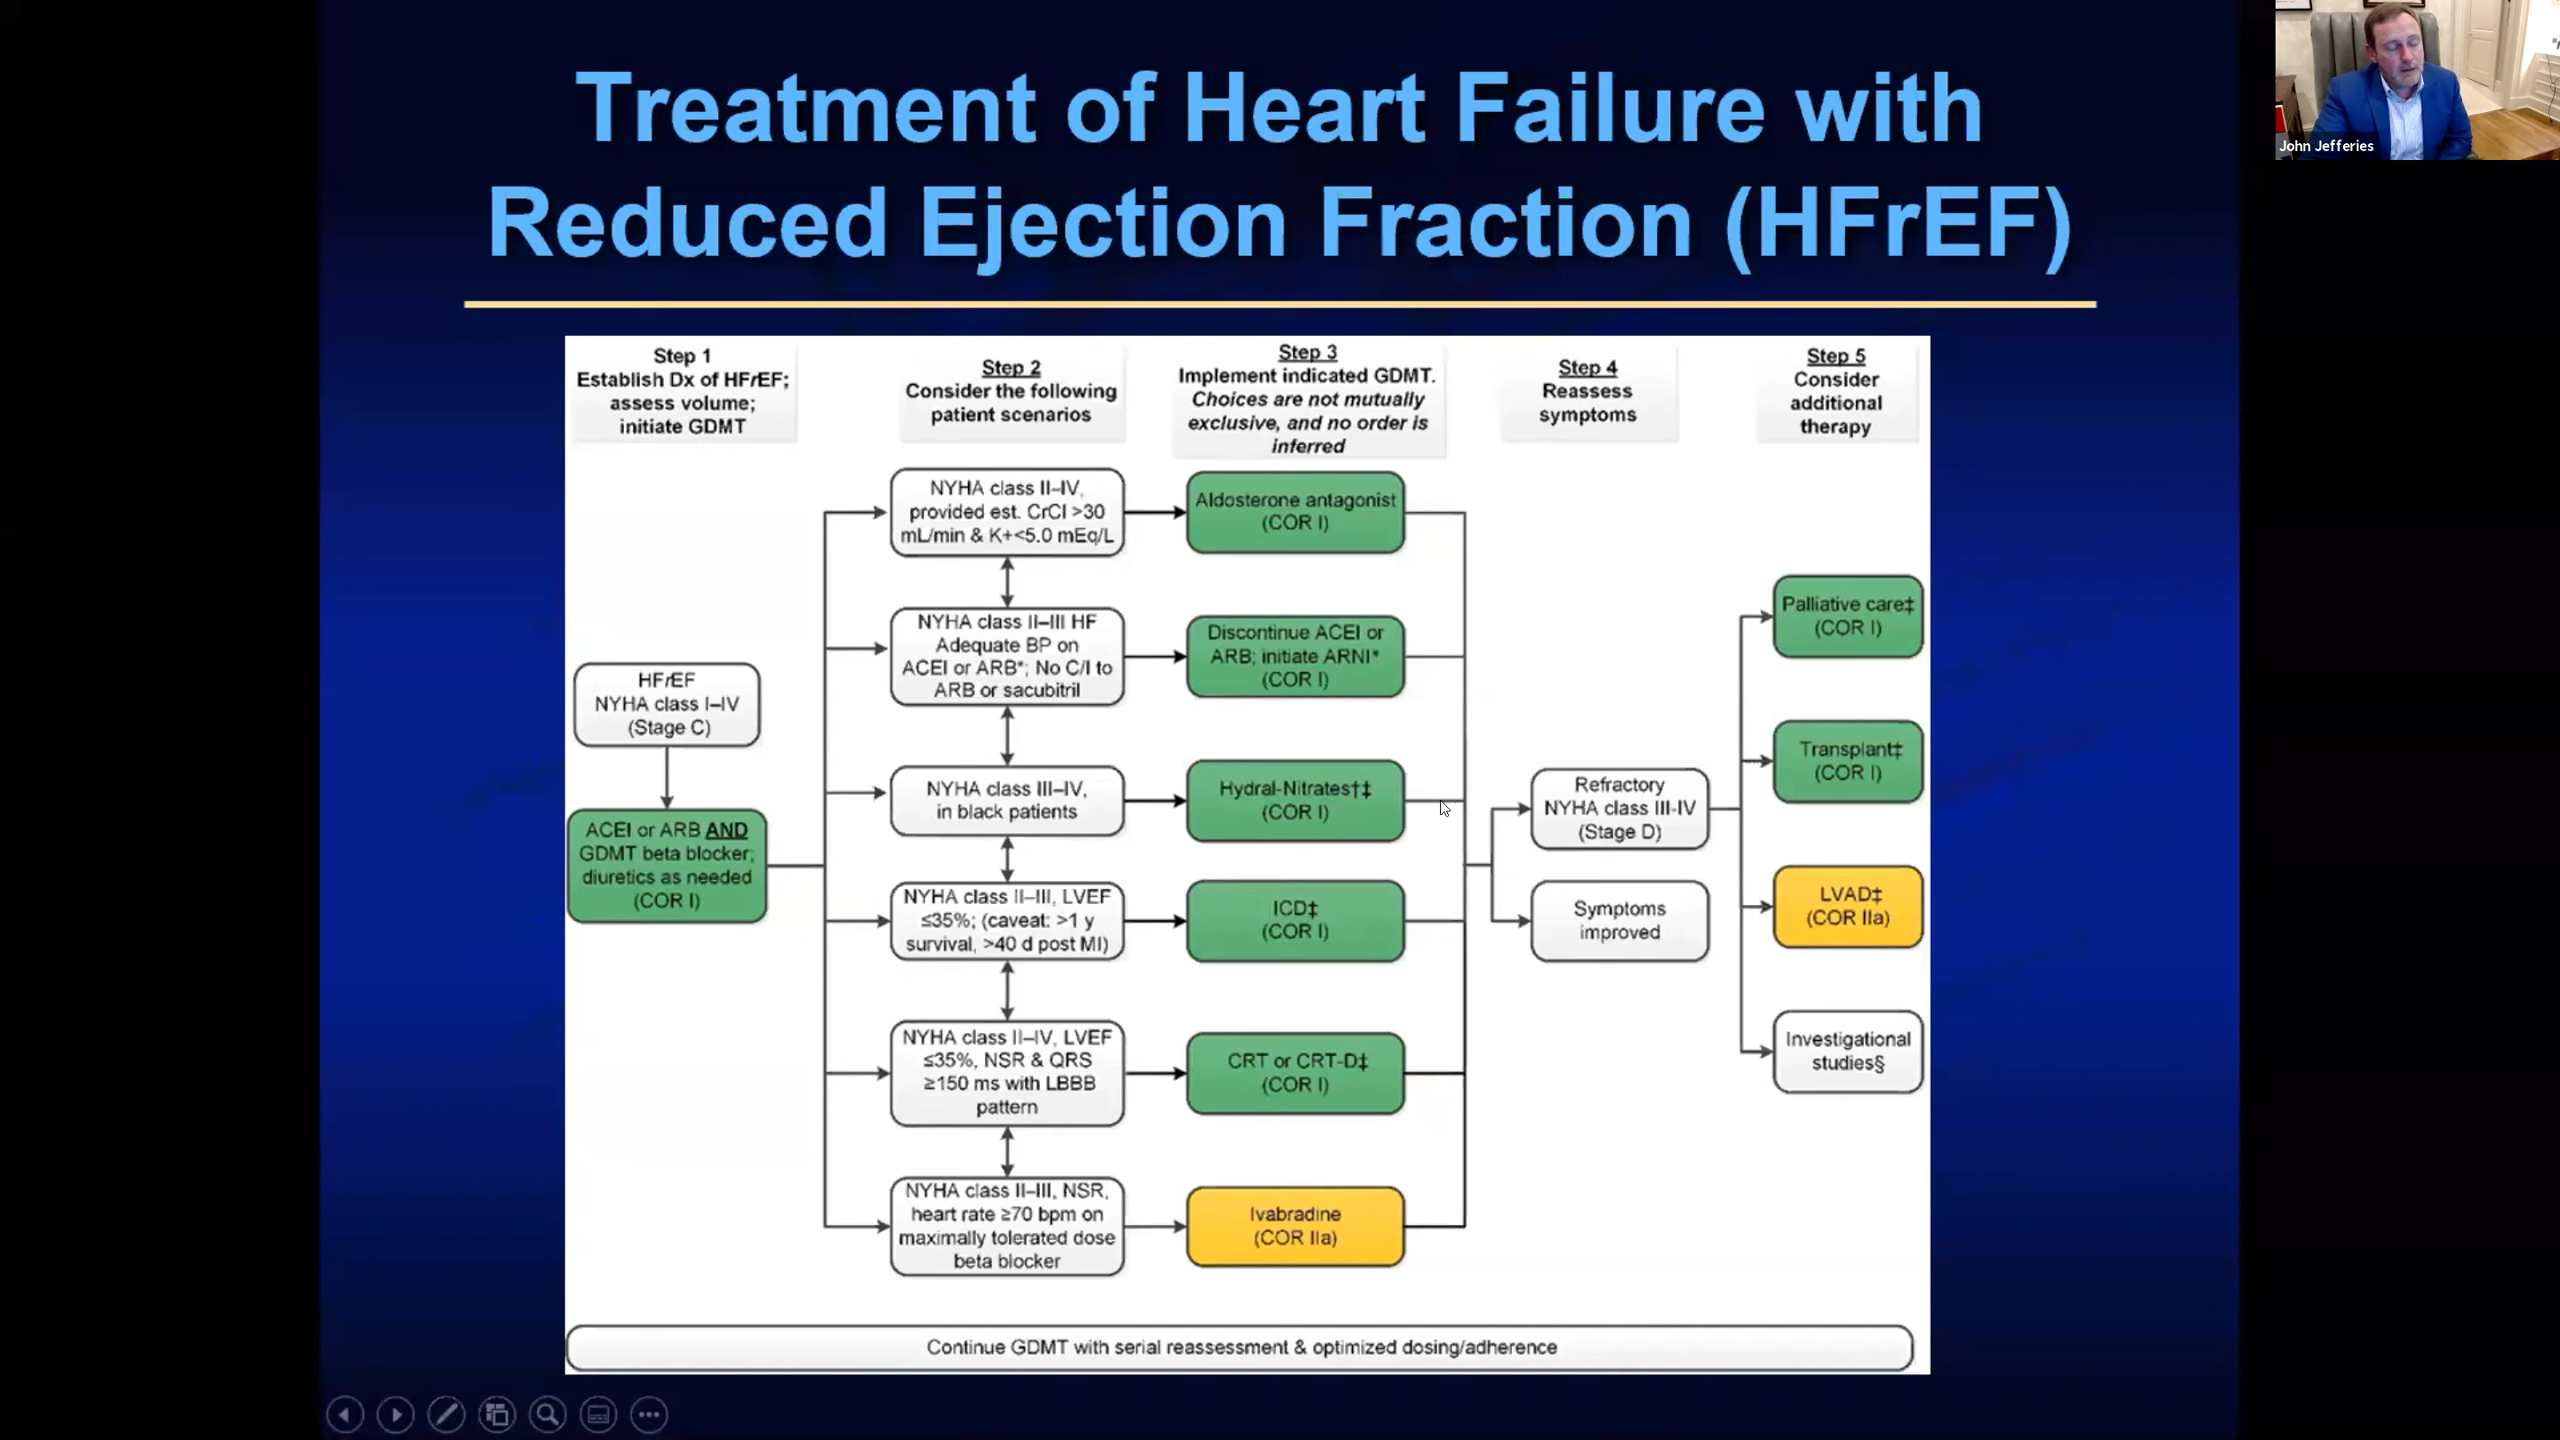 Treatment of Heart Failure with
Reduced Ejection Fraction (HFrEF)
John Jefferies
Step 1
Establish Dx of HFrEF;
assess volume;
initiate GDMT
Step 2
Consider the following
patient scenarios
Step 3
Implement indicated GDMT.
Choices are not mutually
exclusive, and no order is
inferred
Step 4
Reassess
symptoms
Step 5
Consider
additional
therapy
HFrEF
NYHA class I–IV
(Stage C)
ACEI or ARB AND
GDMT beta blocker;
diuretics as needed
(COR I)
NYHA class II–IV,
provided est. CrCl >30
mL/min & K+<5.0 mEq/L
NYHA class II–III HF
Adequate BP on
ACEI or ARB*; No C/I to
ARB or sacubitril
NYHA class III–IV,
in black patients
NYHA class II–III, LVEF
≤35%; (caveat: >1 y
survival, >40 d post MI)
NYHA class II–IV, LVEF
≤35%, NSR & QRS
≥150 ms with LBBB
pattern
NYHA class II–III, NSR,
heart rate ≥70 bpm on
maximally tolerated dose
beta blocker
Aldosterone antagonist
(COR I)
Discontinue ACEI or
ARB; initiate ARNI*
(COR I)
Hydral-Nitrates†‡
(COR I)
ICD‡
(COR I)
CRT or CRT-D‡
(COR I)
Ivabradine
(COR IIa)
Refractory
NYHA class III-IV
(Stage D)
Symptoms
improved
Palliative care‡
(COR I)
Transplant‡
(COR I)
LVAD‡
(COR IIa)
Investigational
studies§
Continue GDMT with serial reassessment & optimized dosing/adherence